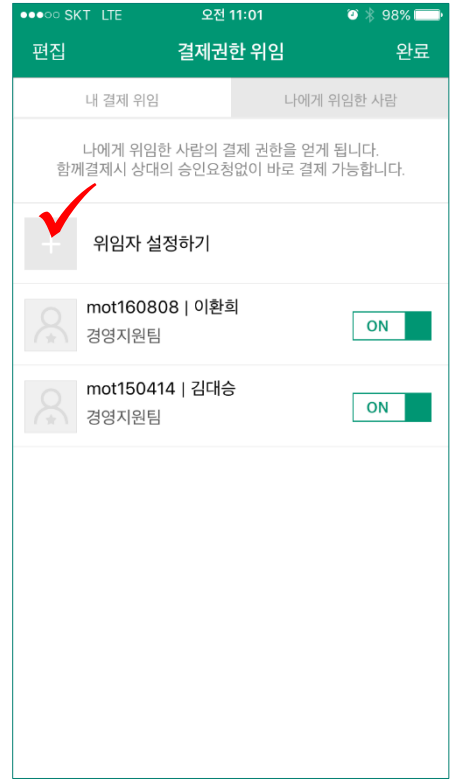 SKT LTE 오전 11:01 98%
편집 결제권한 위임 완료
내 결제 위임 나에게 위임한 사람
나에게 위임한 사람의 결제 권한을 얻게 됩니다.
함께결제시 상대의 승인요청없이 바로 결제 가능합니다.
위임자 설정하기
mot160808 | 이환희
경영지원팀
ON
mot150414 | 김대승
경영지원팀
ON